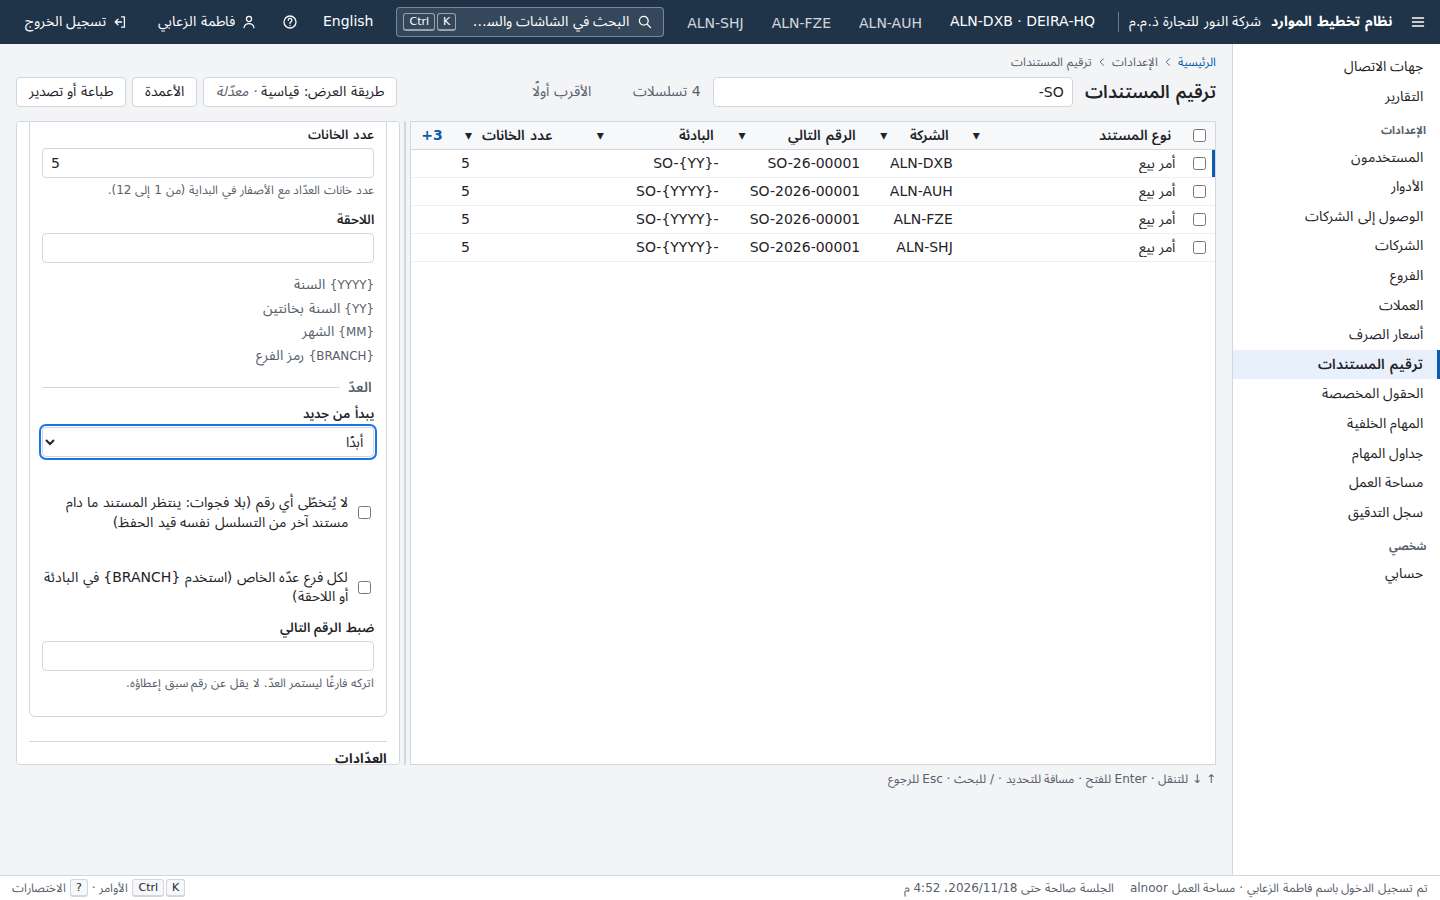 نظام تخطيط الموارد
شركة النور للتجارة ذ.م.م
ALN-DXB · DEIRA-HQ
ALN-AUH
ALN-FZE
ALN-SHJ
البحث في الشاشات والسـ...
Ctrl K
English
فاطمة الزعابي
تسجيل الخروج
جهات الاتصال
التقارير
الإعدادات
المستخدمون
الأدوار
الوصول إلى الشركات
الشركات
الفروع
العملات
أسعار الصرف
ترقيم المستندات
الحقول المخصصة
المهام الخلفية
جداول المهام
مساحة العمل
سجل التدقيق
شخصي
حسابي
الرئيسية
الإعدادات
ترقيم المستندات
ترقيم المستندات
SO-
4 تسلسلات
الأقرب أولًا
طريقة العرض: قياسية · معدّلة
الأعمدة
طباعة أو تصدير
نوع المستند ▼ الشركة ▼ الرقم التالي ▼ البادئة ▼ عدد الخانات ▼ +3
أمر بيع ALN-DXB SO-26-00001 SO-{YY}- 5
أمر بيع ALN-AUH SO-2026-00001 SO-{YYYY}- 5
أمر بيع ALN-FZE SO-2026-00001 SO-{YYYY}- 5
أمر بيع ALN-SHJ SO-2026-00001 SO-{YYYY}- 5
↑ ↓ للتنقل · Enter للفتح · مسافة للتحديد · / للبحث · Esc للرجوع
عدد الخانات
5
عدد خانات العدّاد مع الأصفار في البداية (من 1 إلى 12).
اللاحقة
{YYYY} السنة
{YY} السنة بخانتين
{MM} الشهر
{BRANCH} رمز الفرع
العدّ
يبدأ من جديد
أبدًا
لا يُتخطّى أي رقم (بلا فجوات: ينتظر المستند ما دام
مستند آخر من التسلسل نفسه قيد الحفظ)
لكل فرع عدّه الخاص (استخدم {BRANCH} في البادئة
أو اللاحقة)
ضبط الرقم التالي
اتركه فارغًا ليستمر العدّ. لا يقل عن رقم سبق إعطاؤه.
العدّادات
تم تسجيل الدخول باسم فاطمة الزعابي · مساحة العمل alnoor
الجلسة صالحة حتى 2026/11/18، 4:52 م
Ctrl K الأوامر · ? الاختصارات